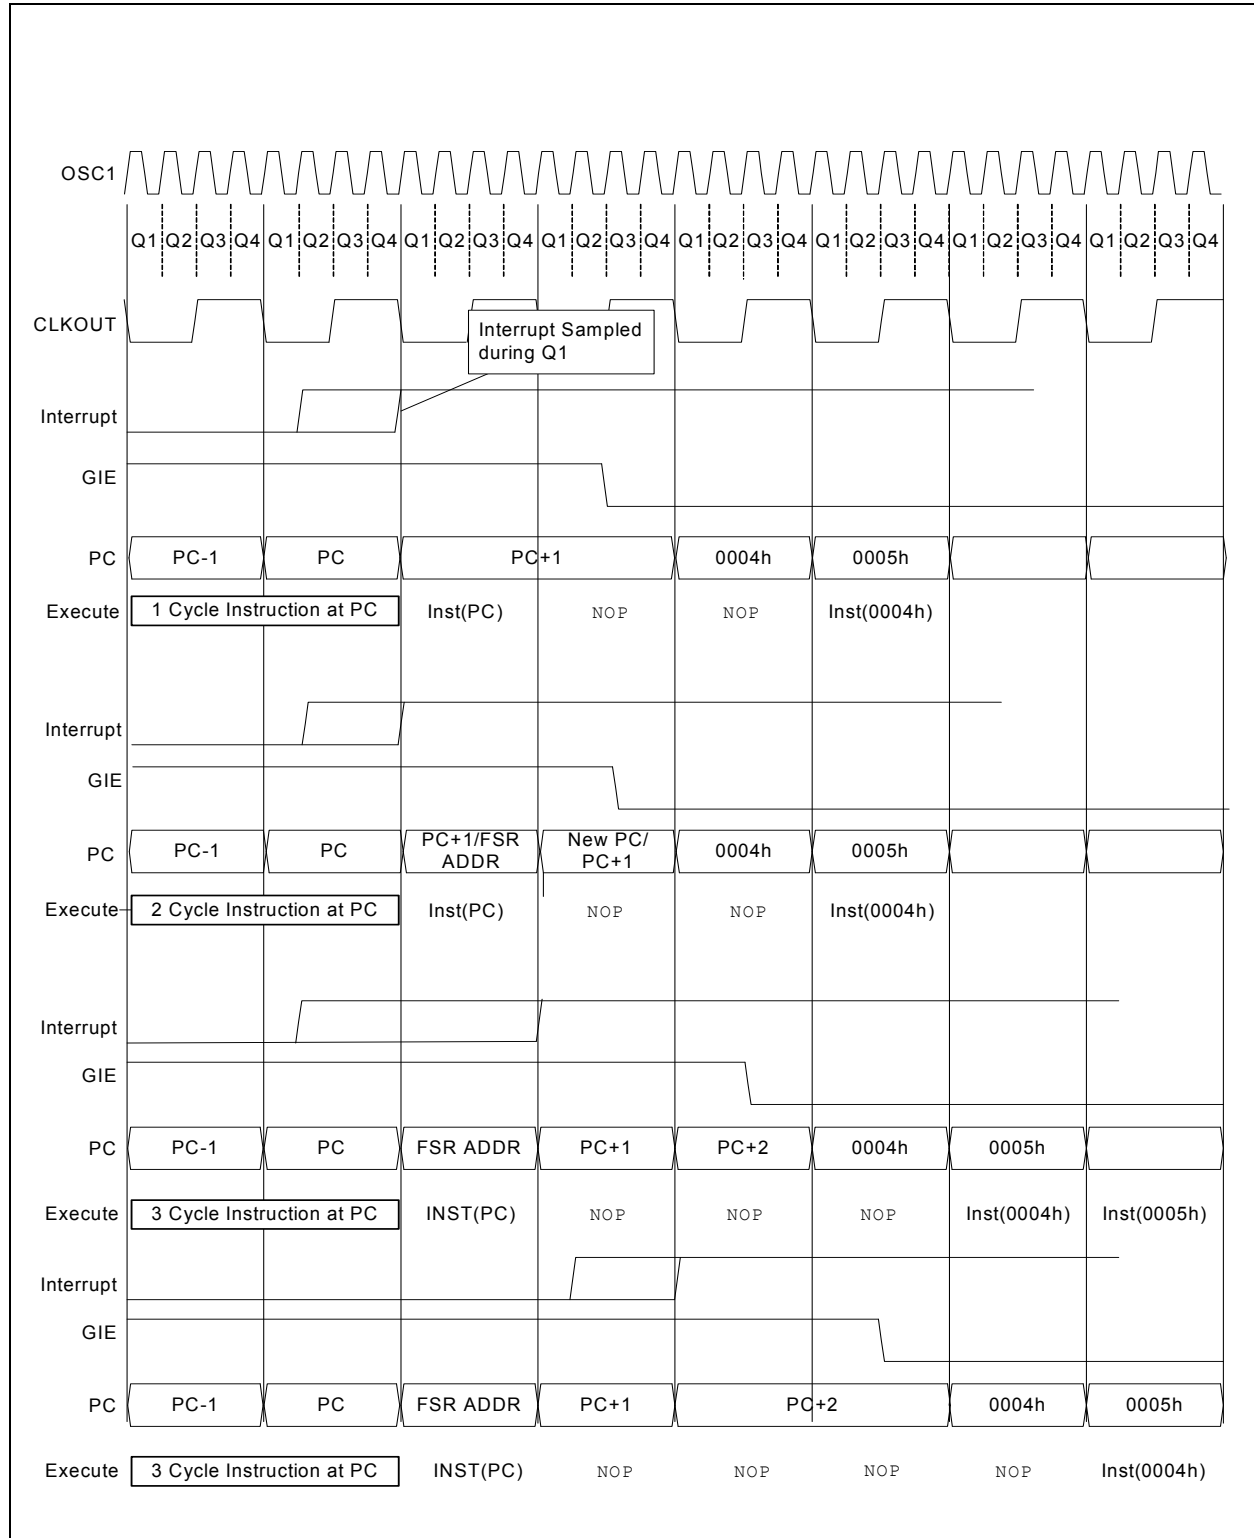 OSC1
Q1 Q2 Q3 Q4 Q1 Q2 Q3 Q4 Q1 Q2 Q3 Q4 Q1 Q2 Q3 Q4 Q1 Q2 Q3 Q4 Q1 Q2 Q3 Q4 Q1 Q2 Q3 Q4 Q1 Q2 Q3 Q4
CLKOUT
Interrupt Sampled
during Q1
Interrupt
GIE
PC PC-1 PC PC+1 0004h 0005h
Execute 1 Cycle Instruction at PC Inst(PC) NOP NOP Inst(0004h)
Interrupt
GIE
PC PC-1 PC PC+1/FSR ADDR New PC/ PC+1 0004h 0005h
Execute 2 Cycle Instruction at PC Inst(PC) NOP NOP Inst(0004h)
Interrupt
GIE
PC PC-1 PC FSR ADDR PC+1 PC+2 0004h 0005h
Execute 3 Cycle Instruction at PC INST(PC) NOP NOP NOP Inst(0004h) Inst(0005h)
Interrupt
GIE
PC PC-1 PC FSR ADDR PC+1 PC+2 0004h 0005h
Execute 3 Cycle Instruction at PC INST(PC) NOP NOP NOP NOP Inst(0004h)